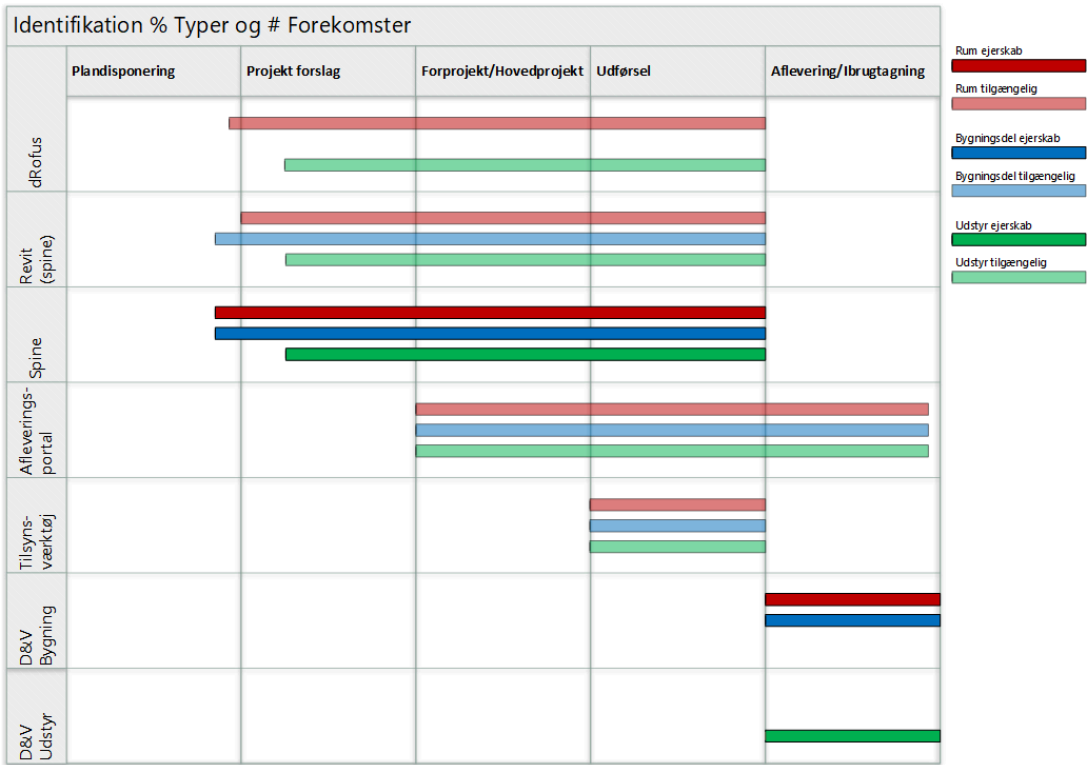 Identifikation % Typer og # Forekomster
Plandisponering
Projekt forslag
Forprojekt/Hovedprojekt
Udførsel
Aflevering/Ibrugtagning
dRofus
Revit
(spine)
Spine
Afleverings-
portal
Tilsyns-
værktøj
D&V
Bygning
D&V
Udstyr
Rum ejerskab
Rum tilgængelig
Bygningsdel ejerskab
Bygningsdel tilgængelig
Udstyr ejerskab
Udstyr tilgængelig